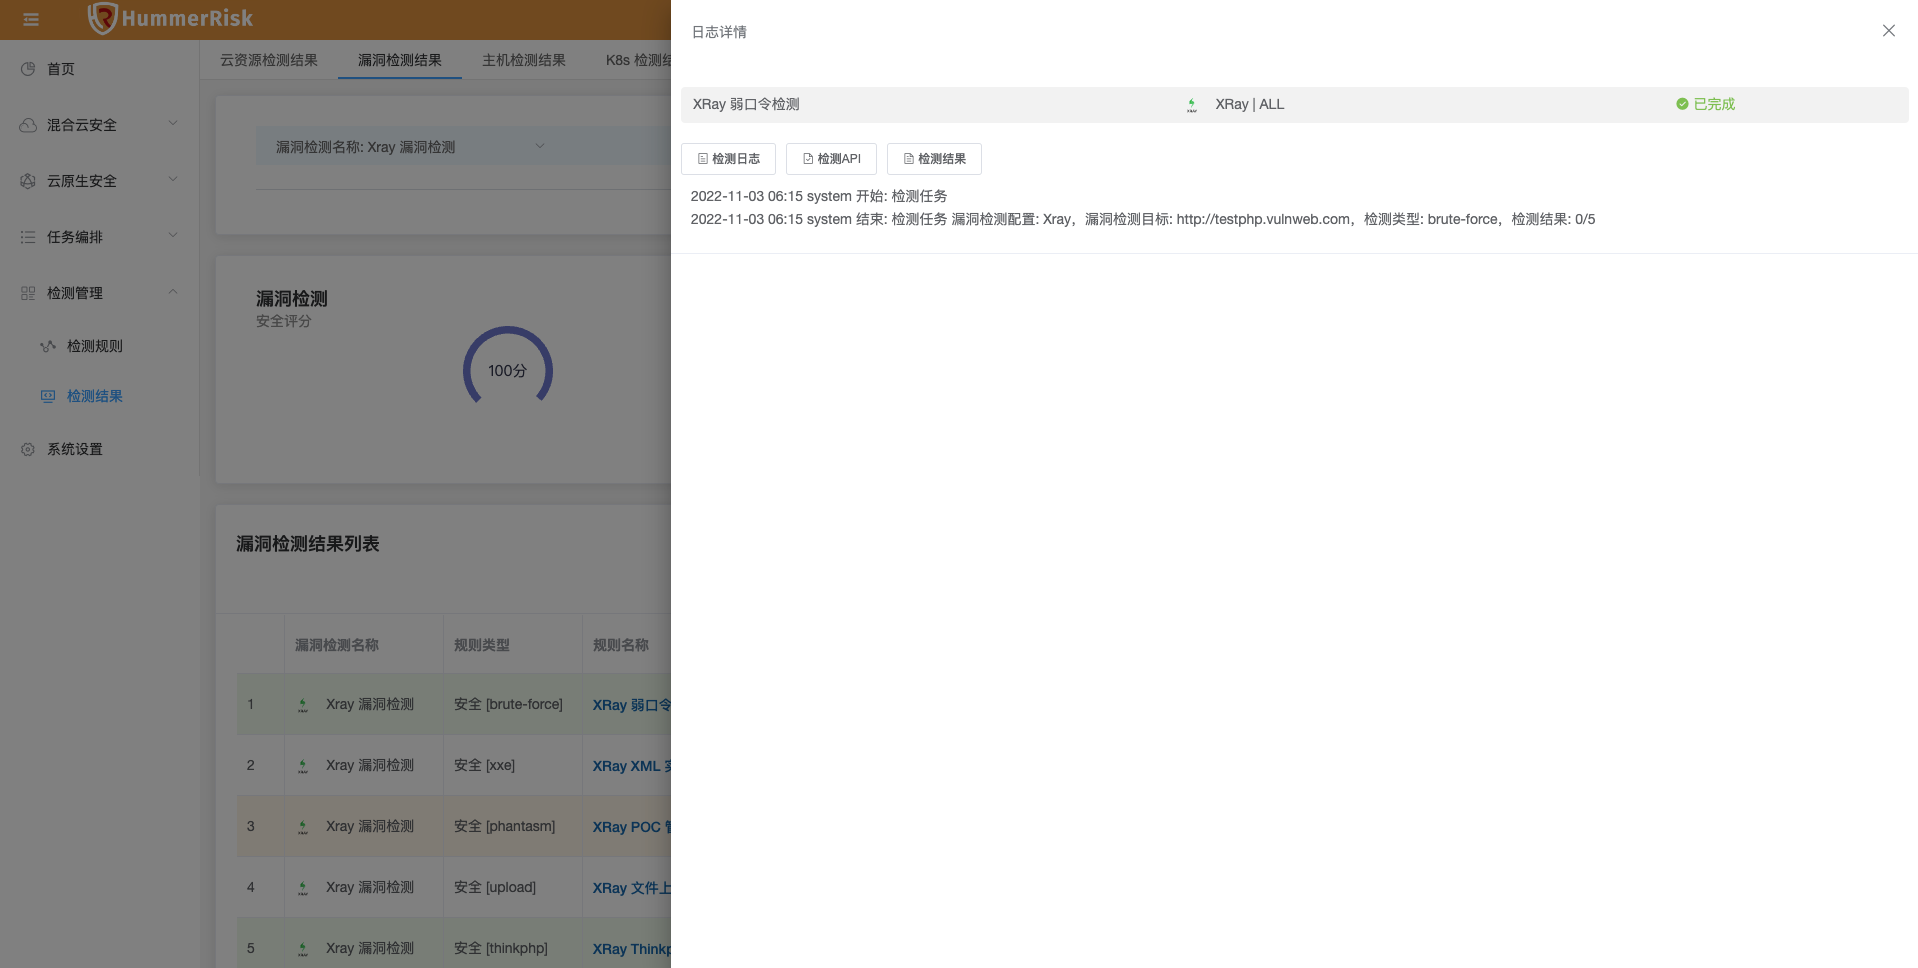 HummerRisk
首页
混合云安全
云原生安全
任务编排
检测管理
检测规则
检测结果
系统设置
云资源检测结果
漏洞检测结果
主机检测结果
K8s 检测结
漏洞检测名称: Xray 漏洞检测
漏洞检测
安全评分
100分
漏洞检测结果列表
漏洞检测名称 规则类型 规则名称
1 Xray 漏洞检测 安全 [brute-force] XRay 弱口令
2 Xray 漏洞检测 安全 [xxe] XRay XML
3 Xray 漏洞检测 安全 [phantasm] XRay POC
4 Xray 漏洞检测 安全 [upload] XRay 文件上
5 Xray 漏洞检测 安全 [thinkphp] XRay Thinkp
日志详情
XRay 弱口令检测 XRay | ALL 已完成
检测日志 检测API 检测结果
2022-11-03 06:15 system 开始: 检测任务
2022-11-03 06:15 system 结束: 检测任务 漏洞检测配置: Xray，漏洞检测目标: http://testphp.vulnweb.com，检测类型: brute-force，检测结果: 0/5